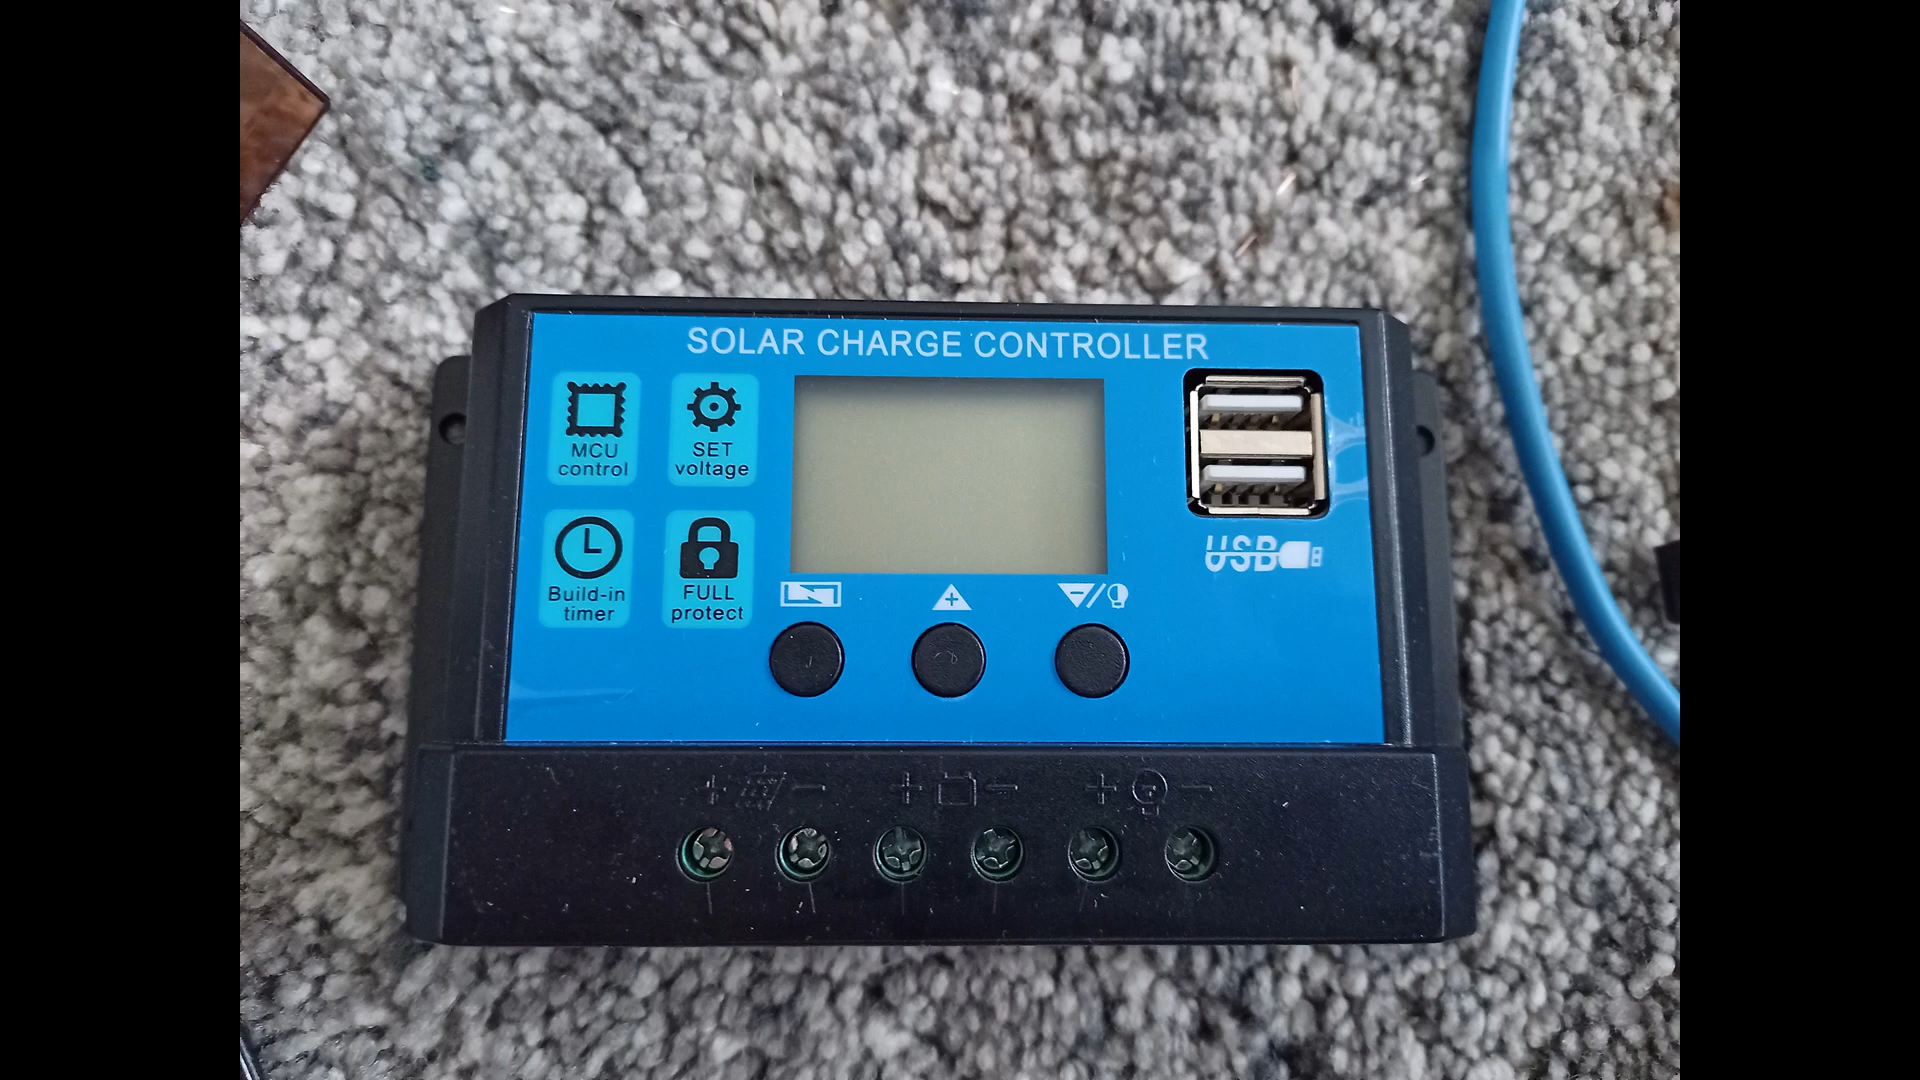 SOLAR CHARGE CONTROLLER
MCU
control
SET
voltage
Build-in
timer
FULL
protect
USB
+ -
+ -
+ -